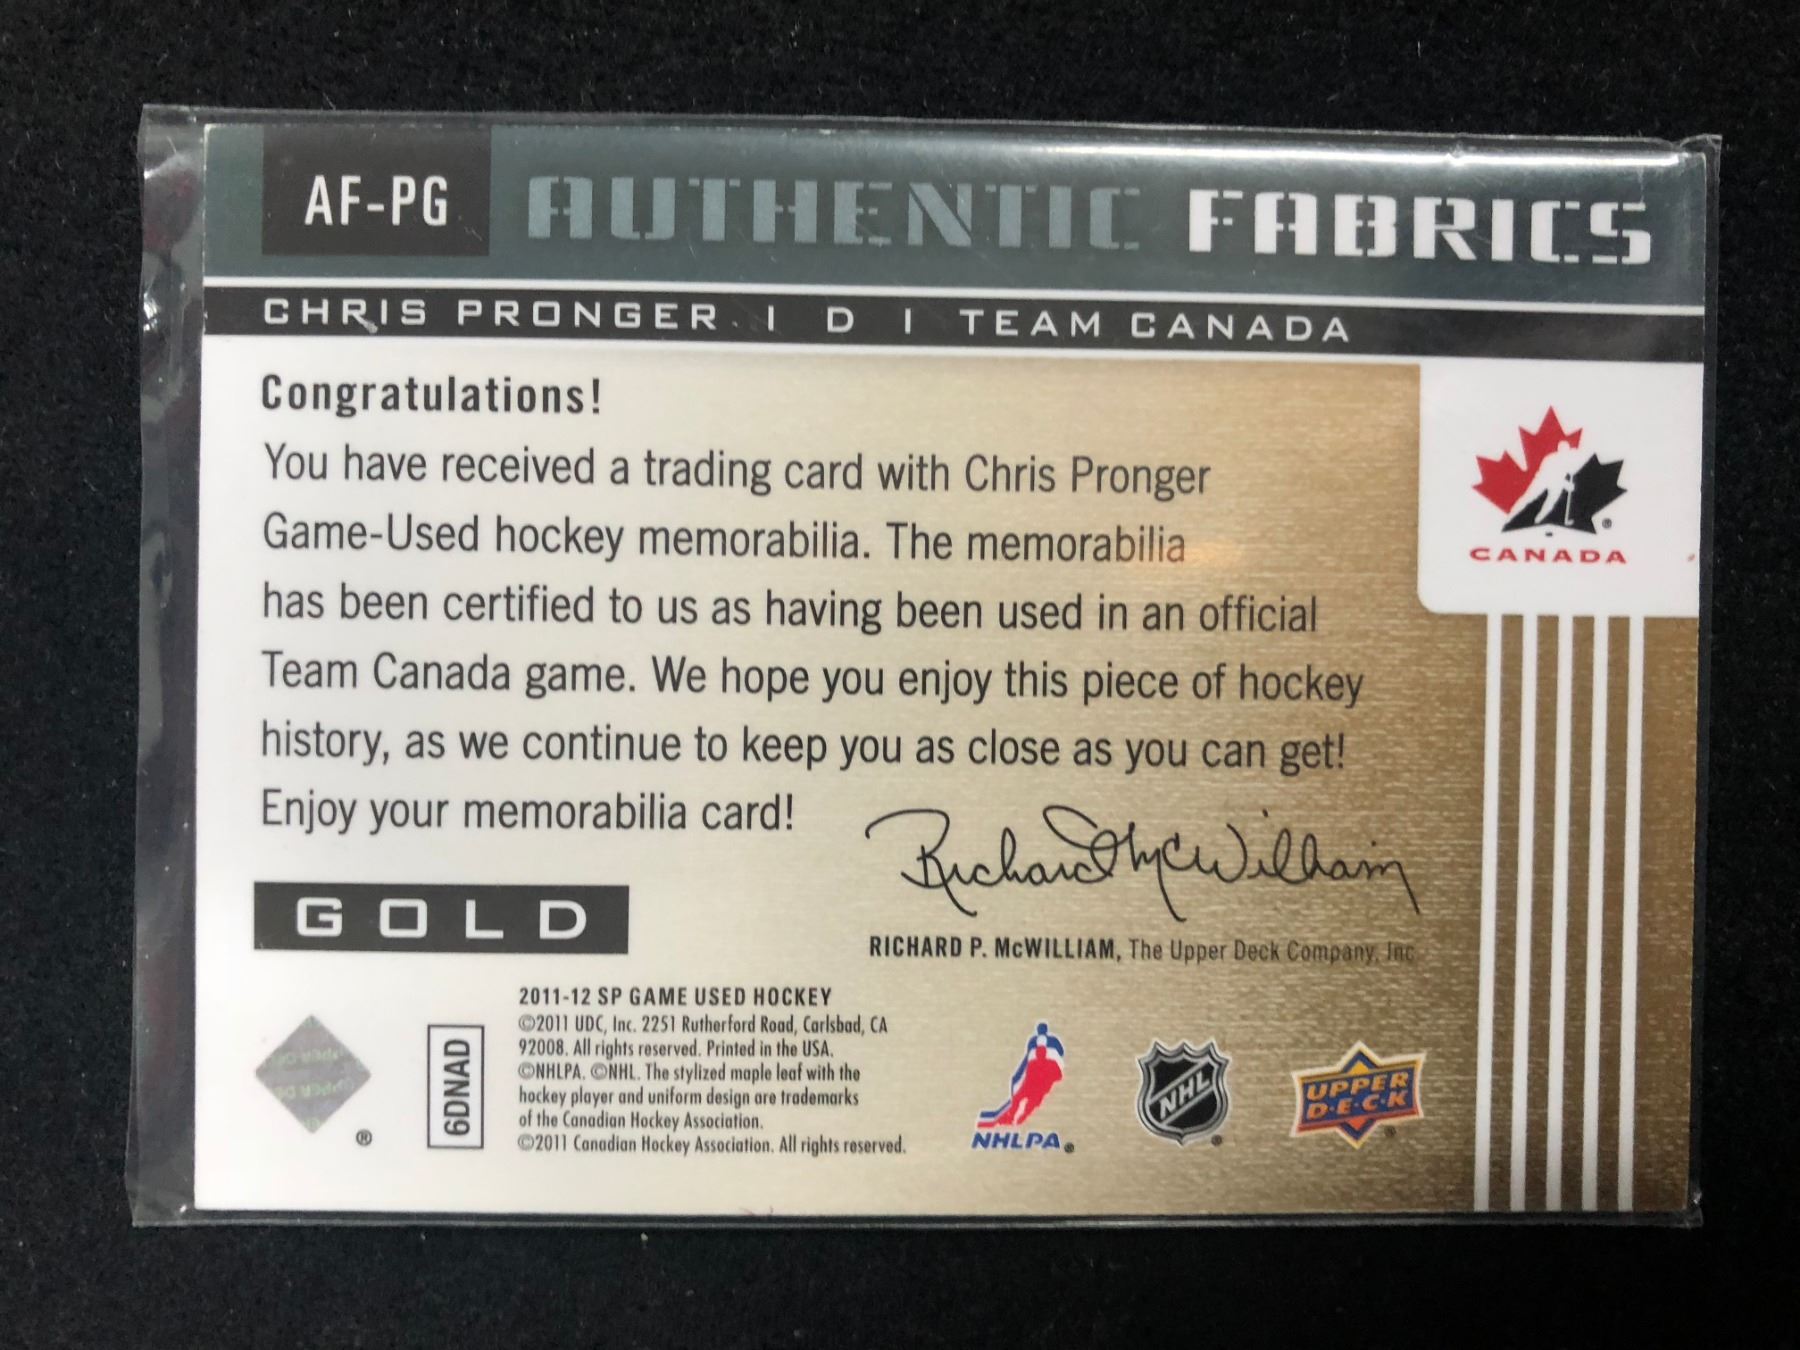 AF-PG AUTHENTIC FABRICS
CHRIS PRONGER | D | TEAM CANADA
Congratulations!
You have received a trading card with Chris Pronger
Game-Used hockey memorabilia. The memorabilia
has been certified to us as having been used in an official
Team Canada game. We hope you enjoy this piece of hockey
history, as we continue to keep you as close as you can get!
Enjoy your memorabilia card!
CANADA
Richard McWilliam
GOLD
RICHARD P. McWILLIAM, The Upper Deck Company, Inc
2011-12 SP GAME USED HOCKEY
©2011 UDC, Inc. 2251 Rutherford Road, Carlsbad, CA
92008. All rights reserved. Printed in the USA.
©NHLPA. ©NHL. The stylized maple leaf with the
hockey player and uniform design are trademarks
of the Canadian Hockey Association.
©2011 Canadian Hockey Association. All rights reserved.
®
6DNAD
NHLPA®
NHL
UPPER
D·E·C·K